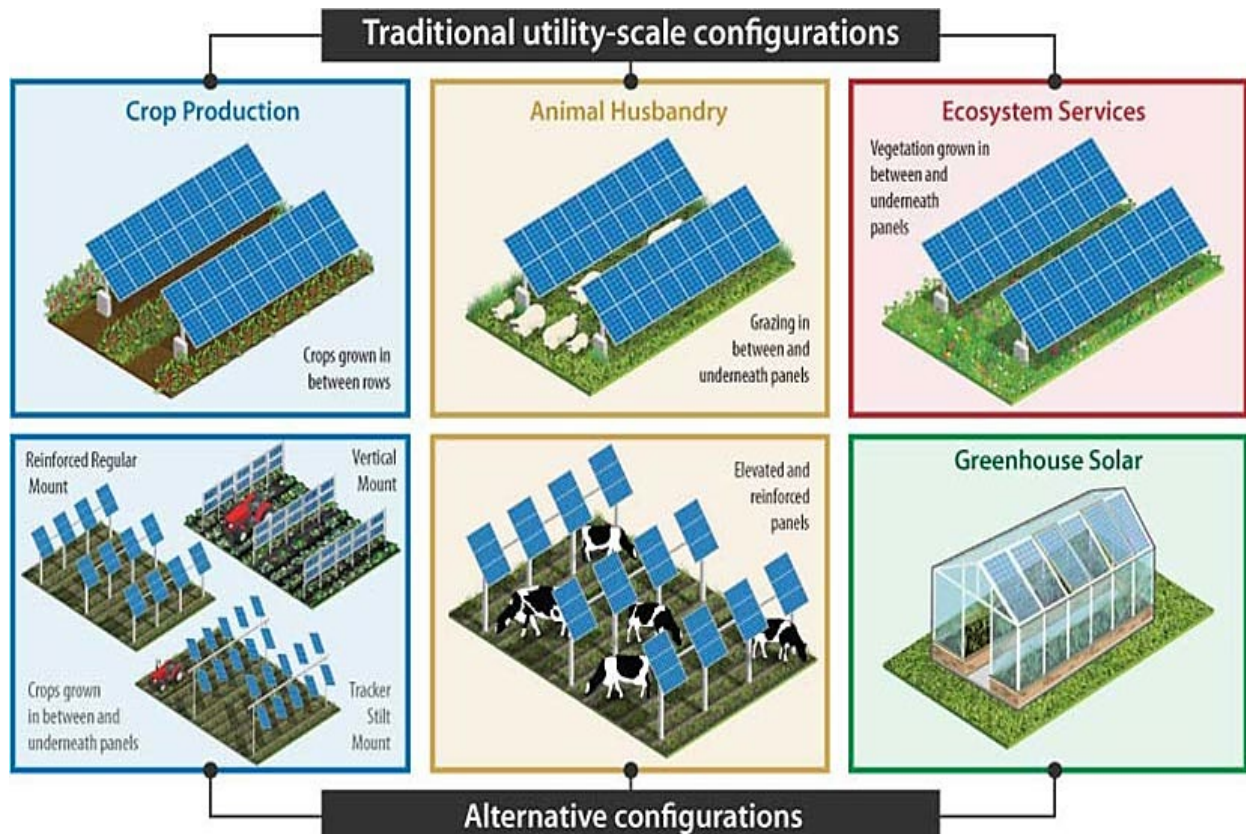 Traditional utility-scale configurations
Crop Production
Crops grown in
between rows
Animal Husbandry
Grazing in
between and
underneath panels
Ecosystem Services
Vegetation grown in
between and
underneath
panels
Reinforced Regular
Mount
Vertical
Mount
Crops grown
in between and
underneath panels
Tracker
Stilt
Mount
Elevated and
reinforced
panels
Greenhouse Solar
Alternative configurations